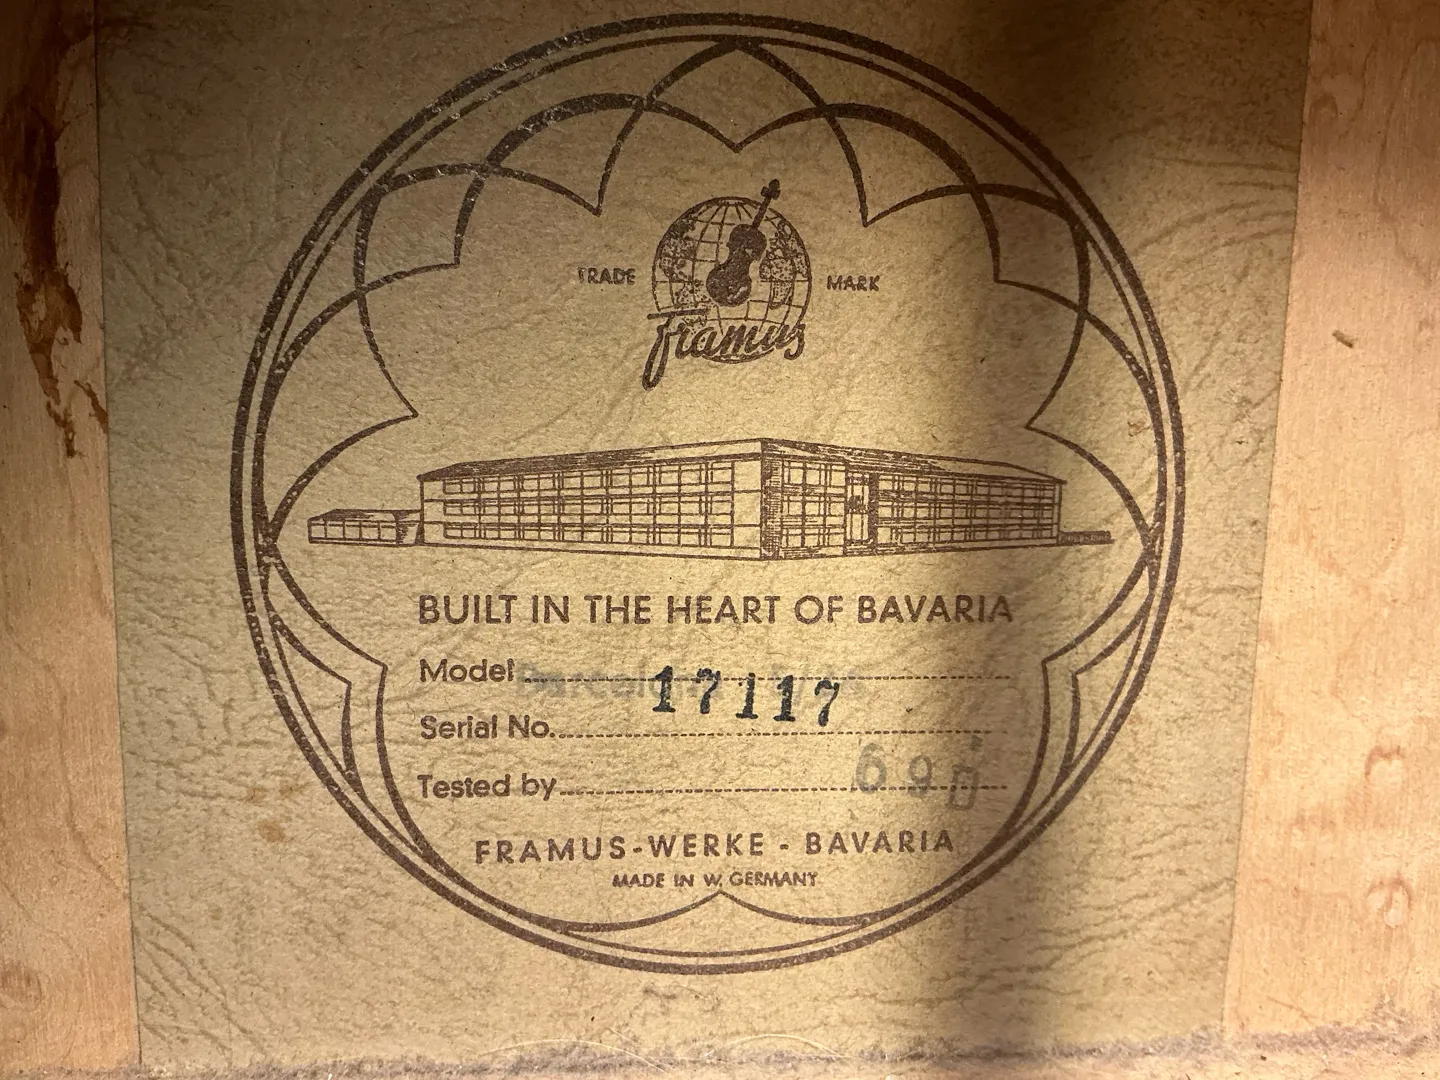 TRADE MARK
Framus
BUILT IN THE HEART OF BAVARIA
Model
17117
Serial No.
Tested by
FRAMUS-WERKE - BAVARIA
MADE IN W. GERMANY